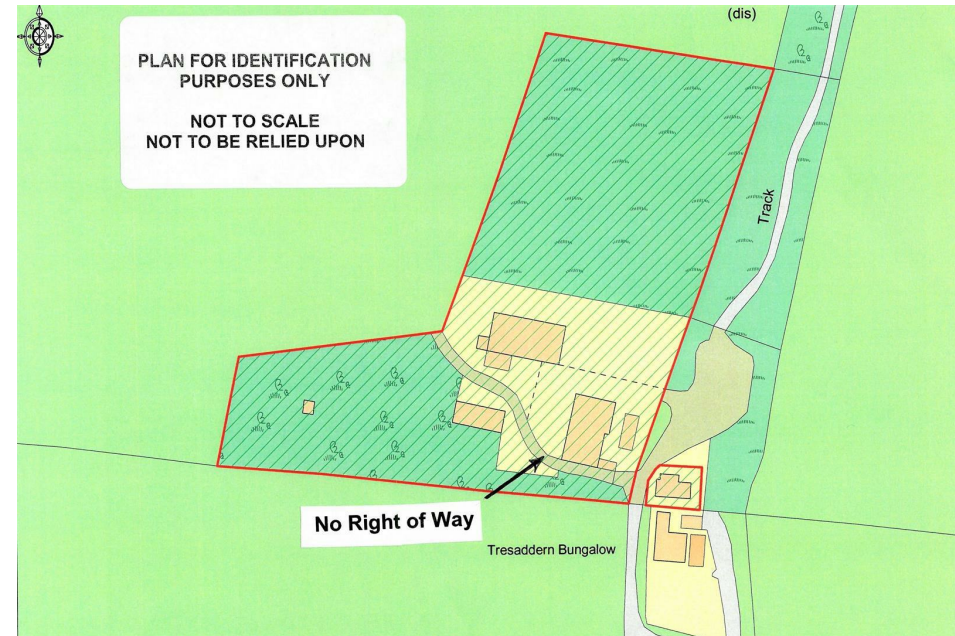 (dis)
PLAN FOR IDENTIFICATION
PURPOSES ONLY
NOT TO SCALE
NOT TO BE RELIED UPON
Track
No Right of Way
Tresaddern Bungalow